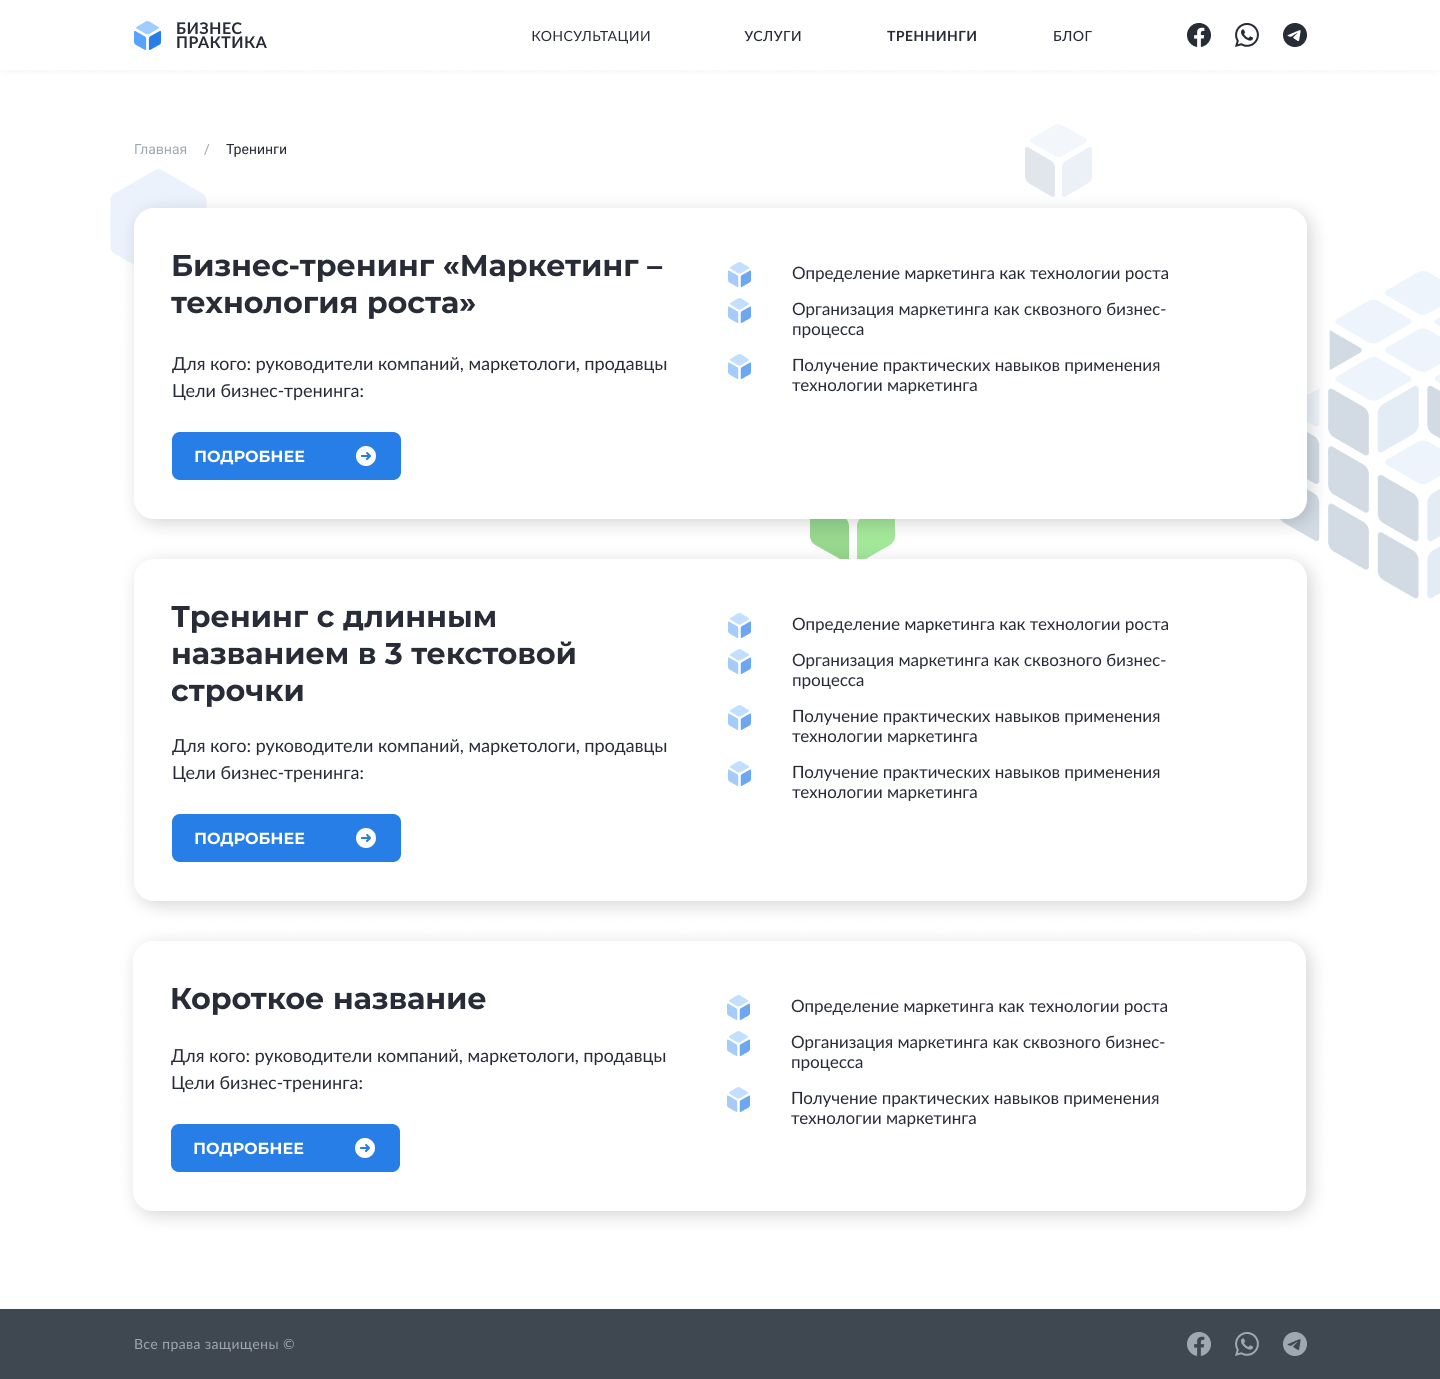 БИЗНЕС
ПРАКТИКА
КОНСУЛЬТАЦИИ
УСЛУГИ
ТРЕННИНГИ
БЛОГ
Главная / Тренинги
Бизнес-тренинг «Маркетинг –
технология роста»
Для кого: руководители компаний, маркетологи, продавцы
Цели бизнес-тренинга:
ПОДРОБНЕЕ
Определение маркетинга как технологии роста
Организация маркетинга как сквозного бизнес-
процесса
Получение практических навыков применения
технологии маркетинга
Тренинг с длинным
названием в 3 текстовой
строчки
Для кого: руководители компаний, маркетологи, продавцы
Цели бизнес-тренинга:
ПОДРОБНЕЕ
Определение маркетинга как технологии роста
Организация маркетинга как сквозного бизнес-
процесса
Получение практических навыков применения
технологии маркетинга
Получение практических навыков применения
технологии маркетинга
Короткое название
Для кого: руководители компаний, маркетологи, продавцы
Цели бизнес-тренинга:
ПОДРОБНЕЕ
Определение маркетинга как технологии роста
Организация маркетинга как сквозного бизнес-
процесса
Получение практических навыков применения
технологии маркетинга
Все права защищены ©